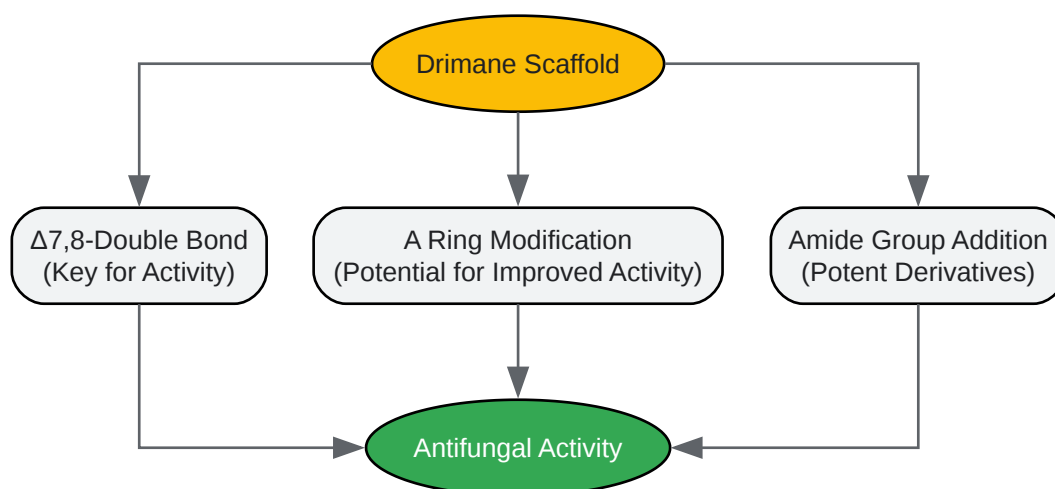 Drimane Scaffold
Δ7,8-Double Bond
(Key for Activity)
A Ring Modification
(Potential for Improved Activity)
Amide Group Addition
(Potent Derivatives)
Antifungal Activity